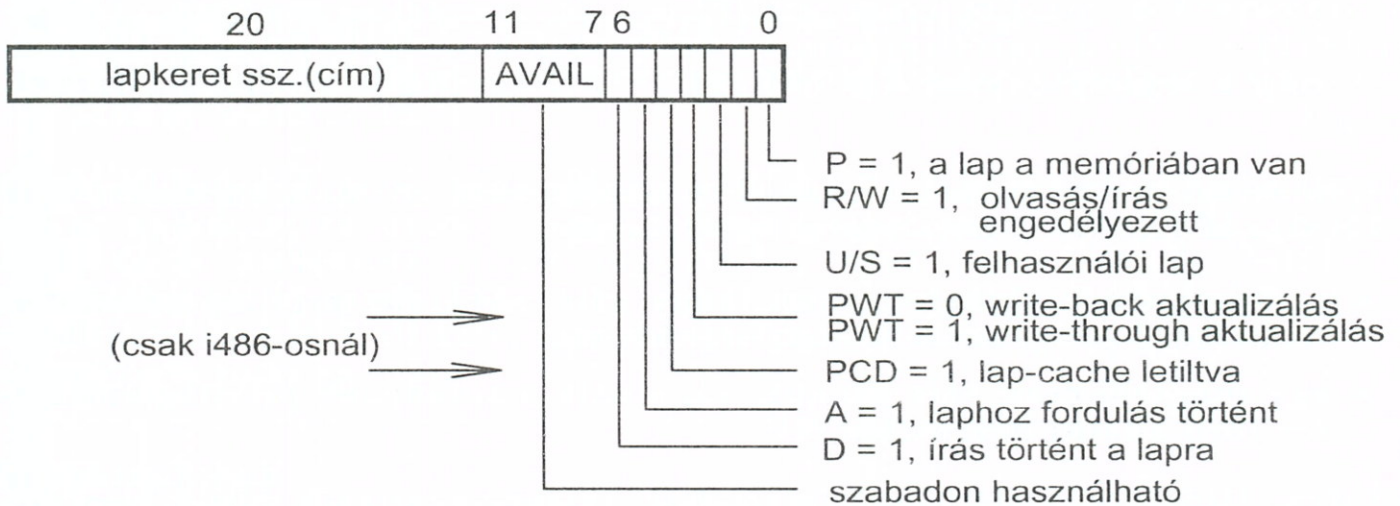 20 11 7 6 0
lapkeret ssz.(cím) AVAIL
P = 1, a lap a memóriában van
R/W = 1, olvasás/írás
engedélyezett
U/S = 1, felhasználói lap
PWT = 0, write-back aktualizálás
PWT = 1, write-through aktualizálás
(csak i486-osnál)
PCD = 1, lap-cache letiltva
A = 1, laphoz fordulás történt
D = 1, írás történt a lapra
szabadon használható